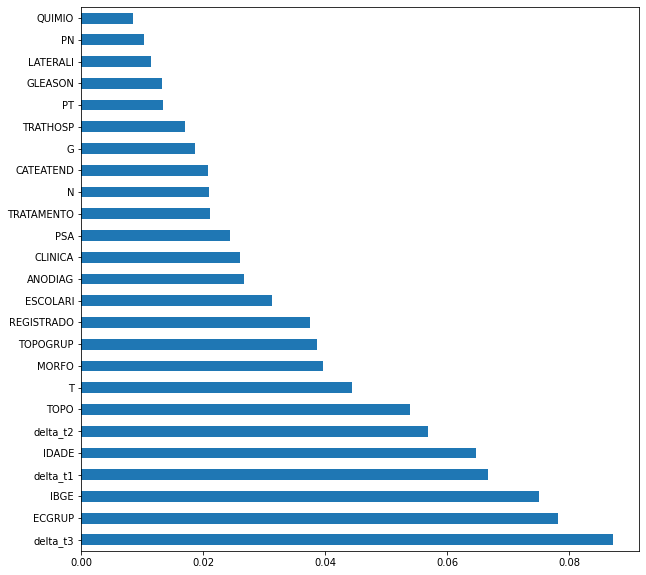 QUIMIO
PN
LATERALI
GLEASON
PT
TRATHOSP
G
CATEATEND
N
TRATAMENTO
PSA
CLINICA
ANODIAG
ESCOLARI
REGISTRADO
TOPOGRUP
MORFO
T
TOPO
delta_t2
IDADE
delta_t1
IBGE
ECGRUP
delta_t3
0.00 0.02 0.04 0.06 0.08